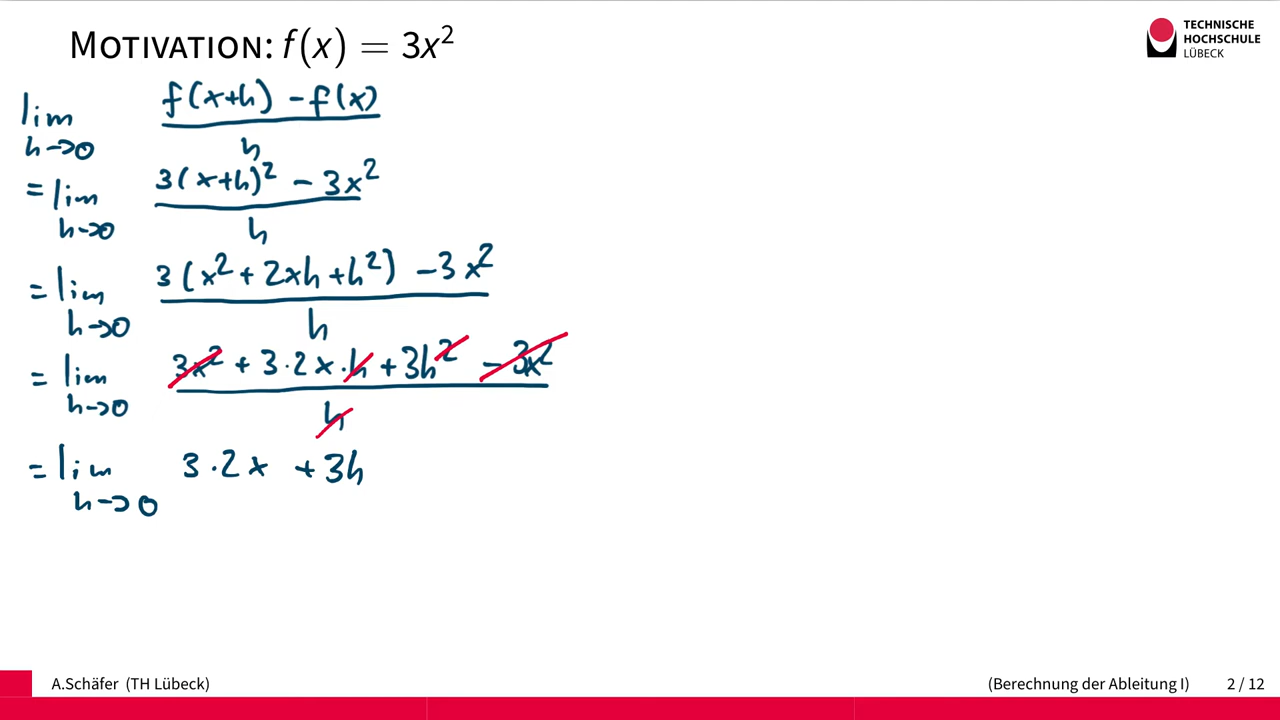 MOTIVATION: f(x) = 3x²
TECHNISCHE
HOCHSCHULE
LÜBECK
lim f(x+h) - f(x)
h→0 h
= lim 3(x+h)² - 3x²
h→0 h
= lim 3(x² + 2xh + h²) - 3x²
h→0 h
= lim 3x² + 3·2x·h + 3h² - 3x²
h→0 h
= lim 3·2x + 3h
h→0
A.Schäfer (TH Lübeck)
(Berechnung der Ableitung I) 2 / 12